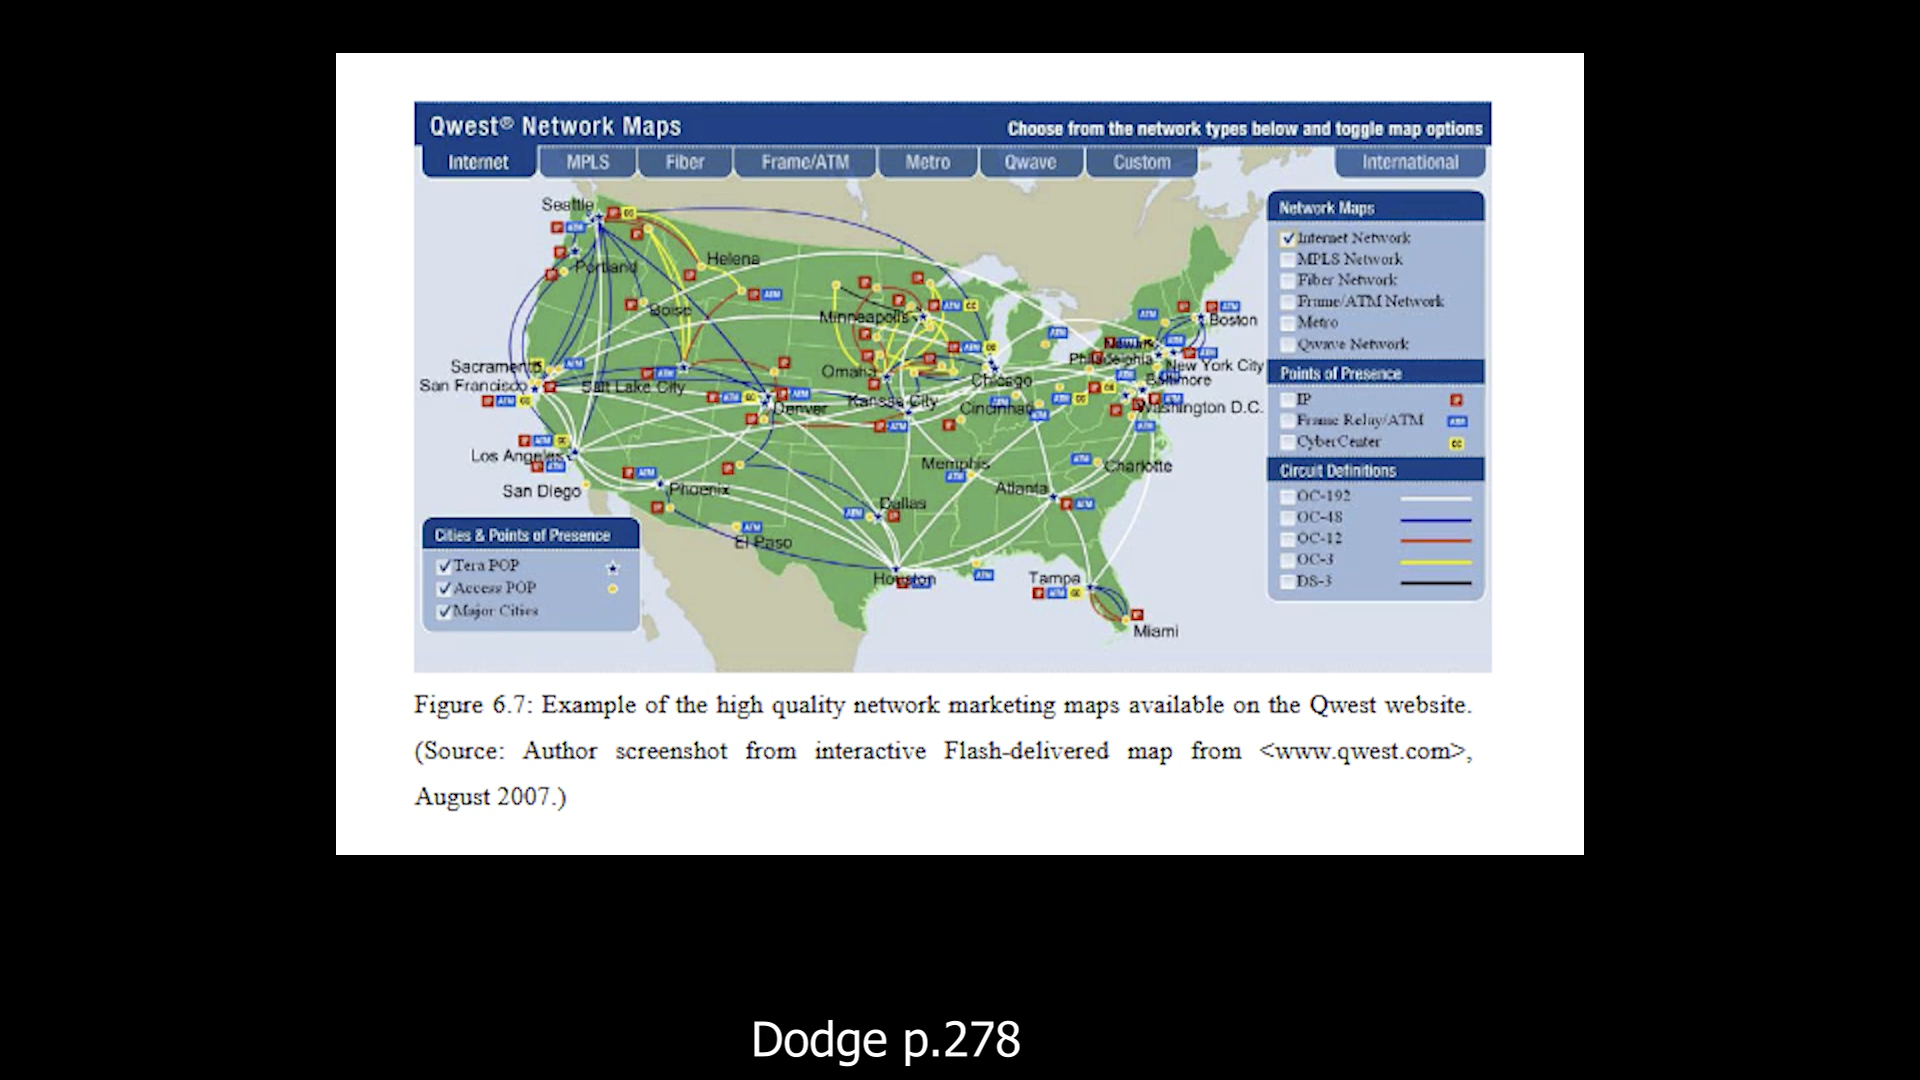 Qwest® Network Maps
Choose from the network types below and toggle map options
Internet
MPLS
Fiber
Frame/ATM
Metro
Qwave
Custom
International
Seattle
Portland
Helena
Boise
Minneapolis
Boston
Newark
Philadelphia
New York City
Sacramento
San Francisco
Salt Lake City
Omaha
Chicago
Baltimore
Denver
Kansas City
Cincinnati
Washington D.C.
Los Angeles
San Diego
Phoenix
Memphis
Charlotte
Atlanta
Dallas
El Paso
Houston
Tampa
Miami
Network Maps
Internet Network
MPLS Network
Fiber Network
Frame/ATM Network
Metro
Qwave Network
Points of Presence
IP
Frame Relay/ATM
CyberCenter
Circuit Definitions
OC-192
OC-48
OC-12
OC-3
DS-3
Cities & Points of Presence
Tera POP
Access POP
Major Cities
Figure 6.7: Example of the high quality network marketing maps available on the Qwest website.
(Source: Author screenshot from interactive Flash-delivered map from <www.qwest.com>,
August 2007.)
Dodge p.278